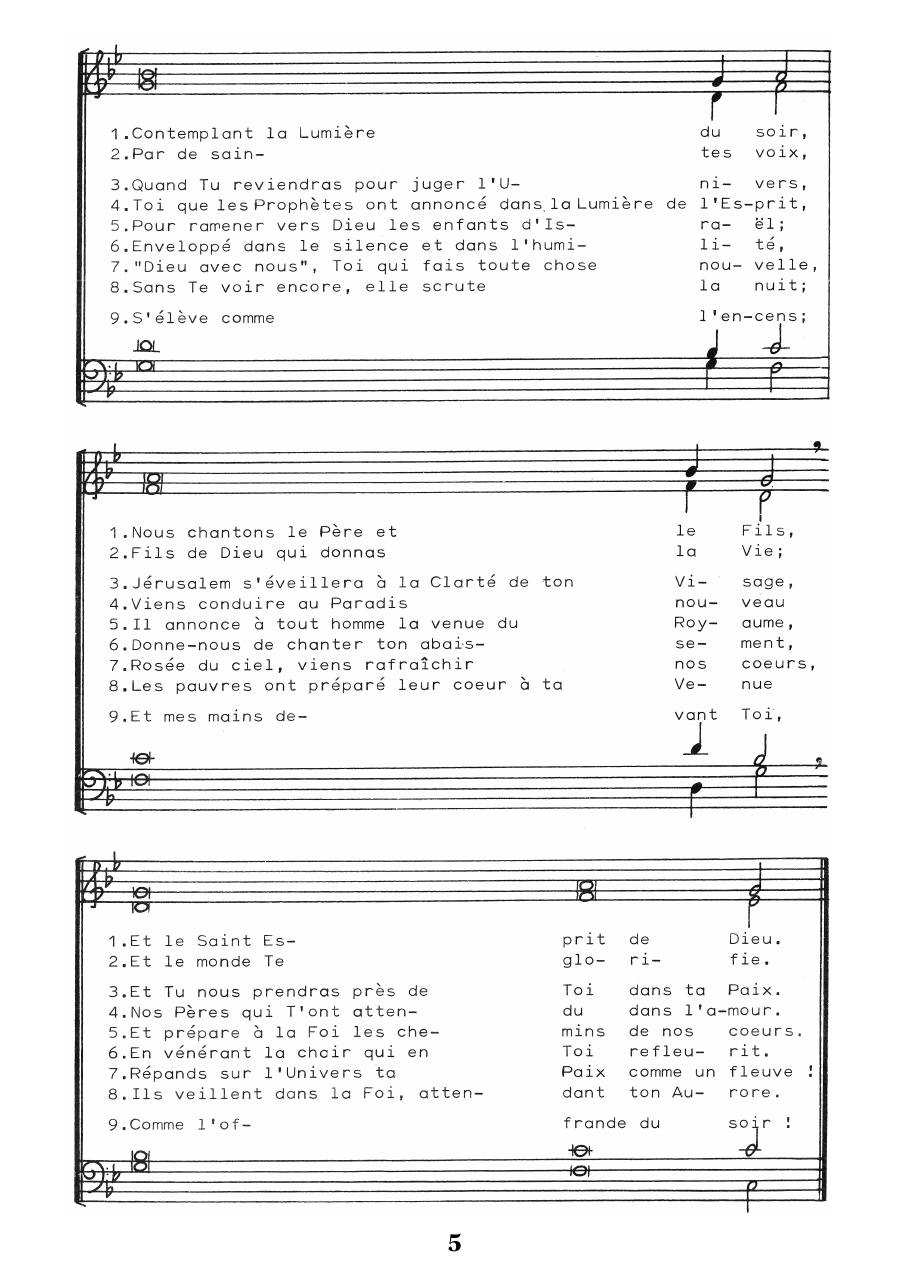 1.Contemplant la Lumière du soir,
2.Par de sain- tes voix,
3.Quand Tu reviendras pour juger l'U- ni- vers,
4.Toi que les Prophètes ont annoncé dans la Lumière de l'Es-prit,
5.Pour ramener vers Dieu les enfants d'Is- ra- ël;
6.Enveloppé dans le silence et dans l'humi- li- té,
7."Dieu avec nous", Toi qui fais toute chose nou- velle,
8.Sans Te voir encore, elle scrute la nuit;
9.S'élève comme l'en-cens;
1.Nous chantons le Père et le Fils,
2.Fils de Dieu qui donnas la Vie;
3.Jérusalem s'éveillera à la Clarté de ton Vi- sage,
4.Viens conduire au Paradis nou- veau
5.Il annonce à tout homme la venue du Roy- aume,
6.Donne-nous de chanter ton abais- se- ment,
7.Rosée du ciel, viens rafraîchir nos coeurs,
8.Les pauvres ont préparé leur coeur à ta Ve- nue
9.Et mes mains de- vant Toi,
1.Et le Saint Es- prit de Dieu.
2.Et le monde Te glo- ri- fie.
3.Et Tu nous prendras près de Toi dans ta Paix.
4.Nos Pères qui T'ont atten- du dans l'a-mour.
5.Et prépare à la Foi les che- mins de nos coeurs.
6.En vénérant la chair qui en Toi refleu- rit.
7.Répands sur l'Univers ta Paix comme un fleuve !
8.Ils veillent dans la Foi, atten- dant ton Au- rore.
9.Comme l'of- frande du soir !
5